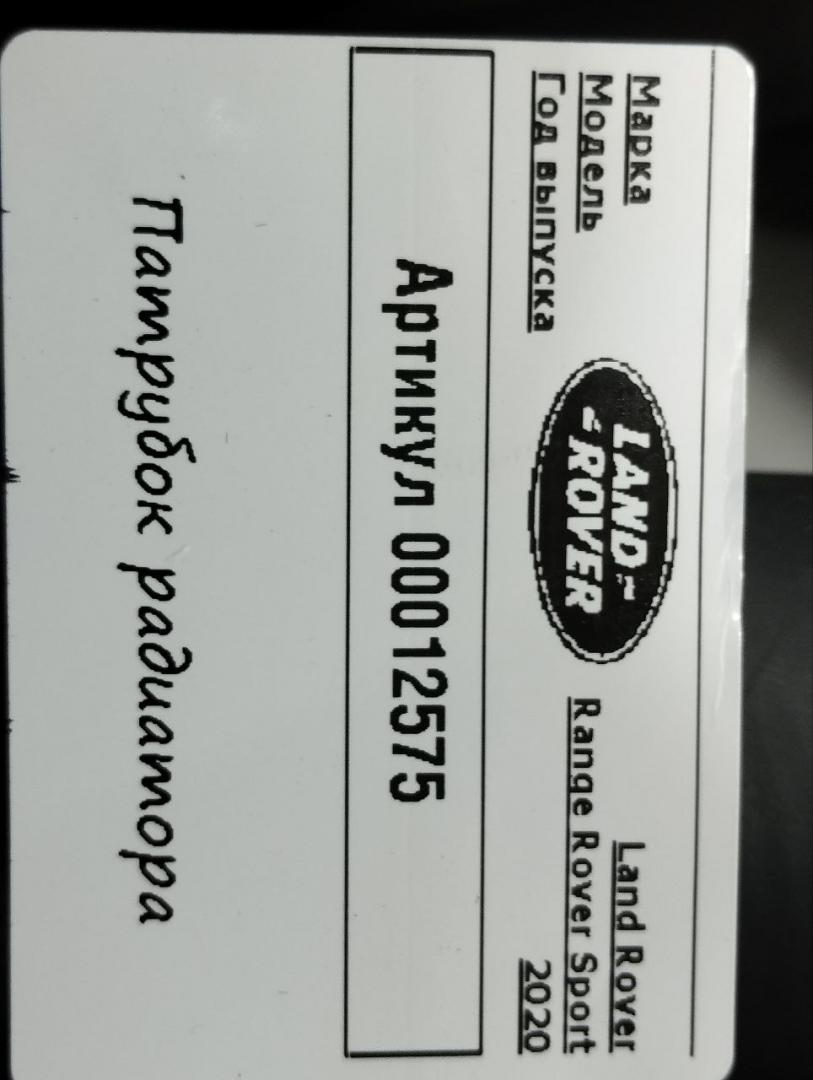 Марка Land Rover
Модель Range Rover Sport
Год выпуска 2020
LAND
ROVER
Артикул 00012575
Патрубок радиатора